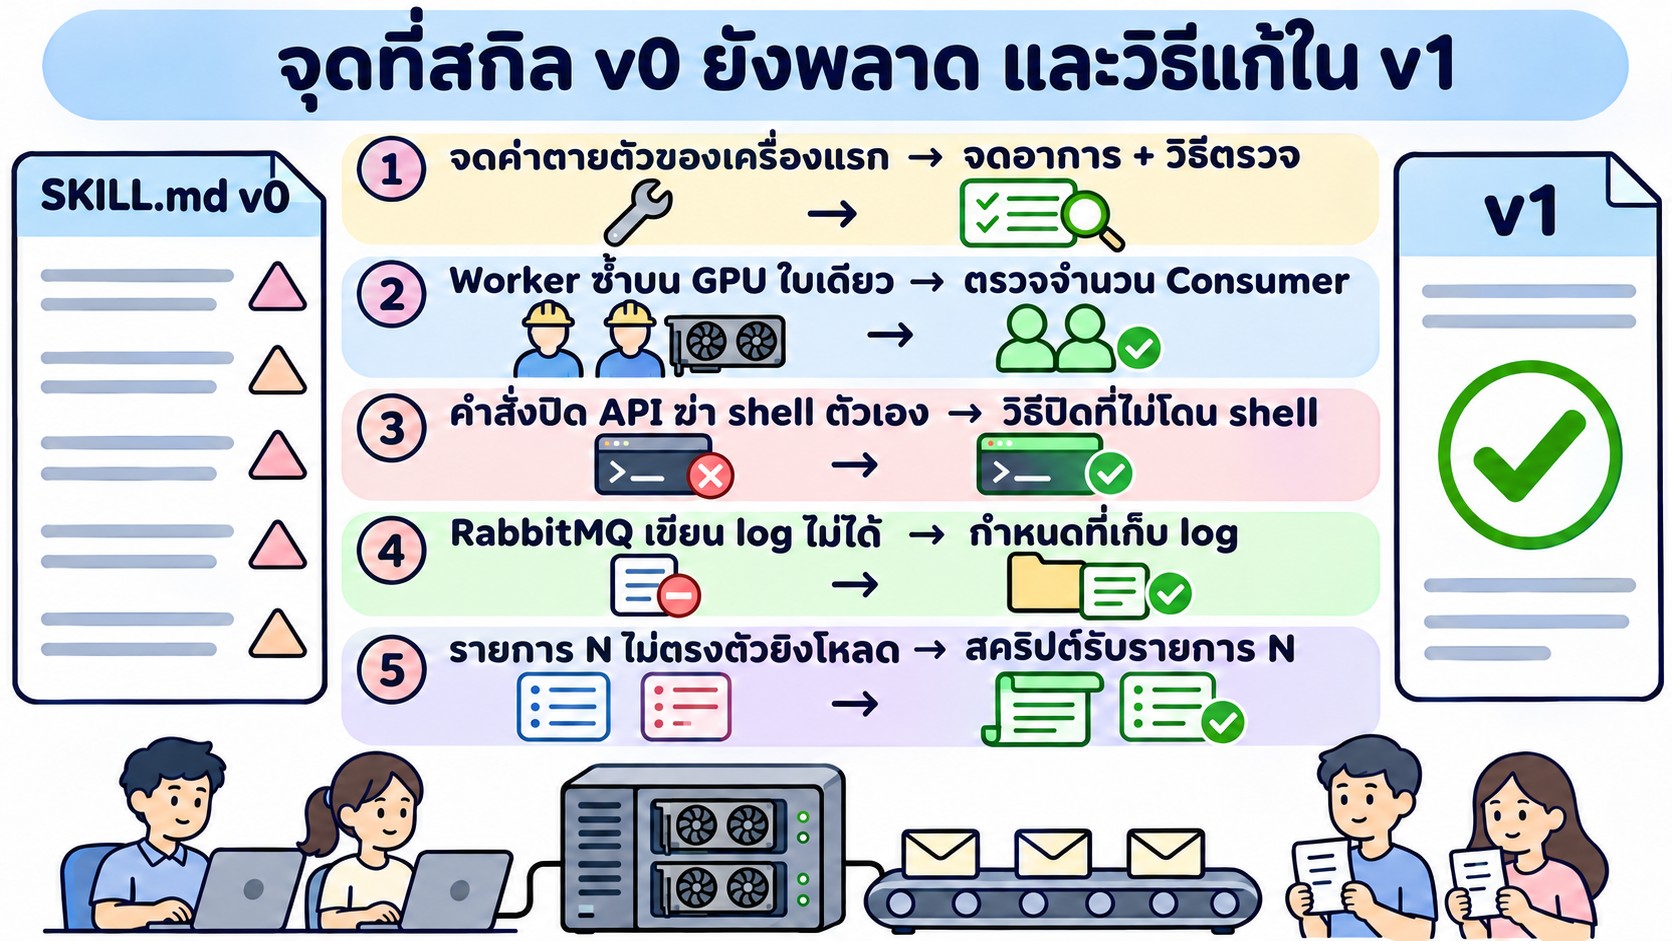 จุดที่สกิล v0 ยังพลาด และวิธีแก้ใน v1
SKILL.md v0
1 จดค่าตายตัวของเครื่องแรก → จดอาการ + วิธีตรวจ
2 Worker ซ้ำบน GPU ใบเดียว → ตรวจจำนวน Consumer
3 คำสั่งปิด API ฆ่า shell ตัวเอง → วิธีปิดที่ไม่โดน shell
4 RabbitMQ เขียน log ไม่ได้ → กำหนดที่เก็บ log
5 รายการ N ไม่ตรงตัวยิงโหลด → สคริปต์รับรายการ N
v1